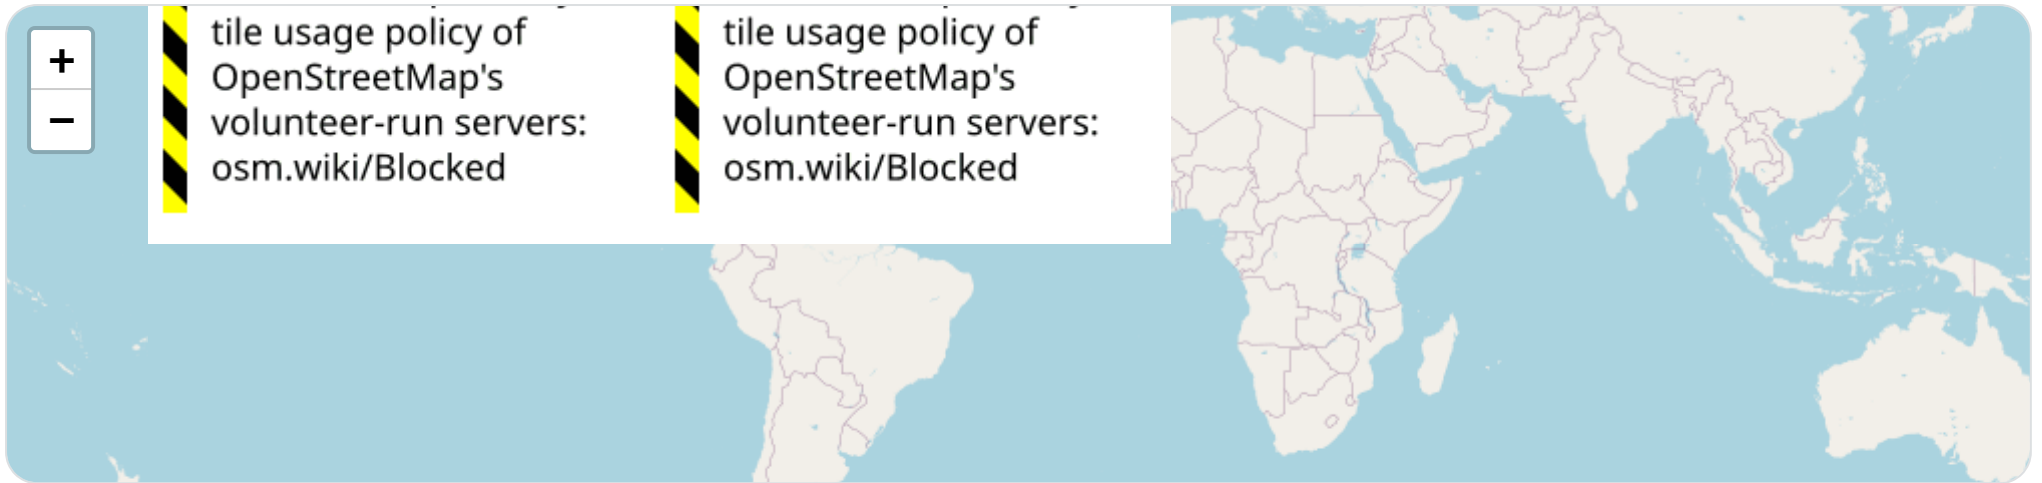 +
−
tile usage policy of
OpenStreetMap's
volunteer-run servers:
osm.wiki/Blocked
tile usage policy of
OpenStreetMap's
volunteer-run servers:
osm.wiki/Blocked